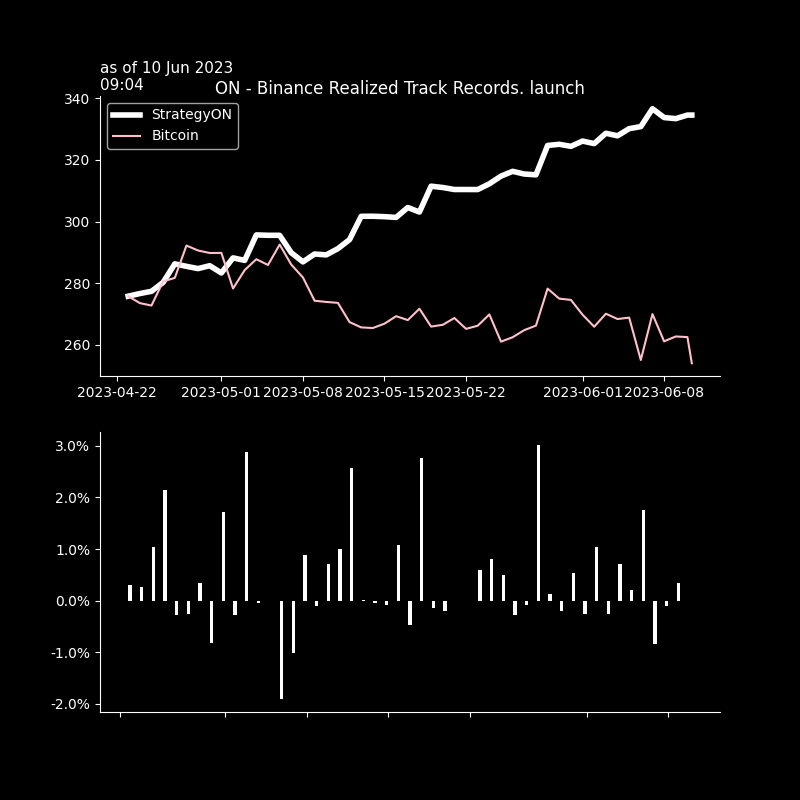 as of 10 Jun 2023
09:04
ON - Binance Realized Track Records. launch
StrategyON
Bitcoin
340
320
300
280
260
2023-04-22 2023-05-01 2023-05-08 2023-05-15 2023-05-22 2023-06-01 2023-06-08
3.0%
2.0%
1.0%
0.0%
-1.0%
-2.0%